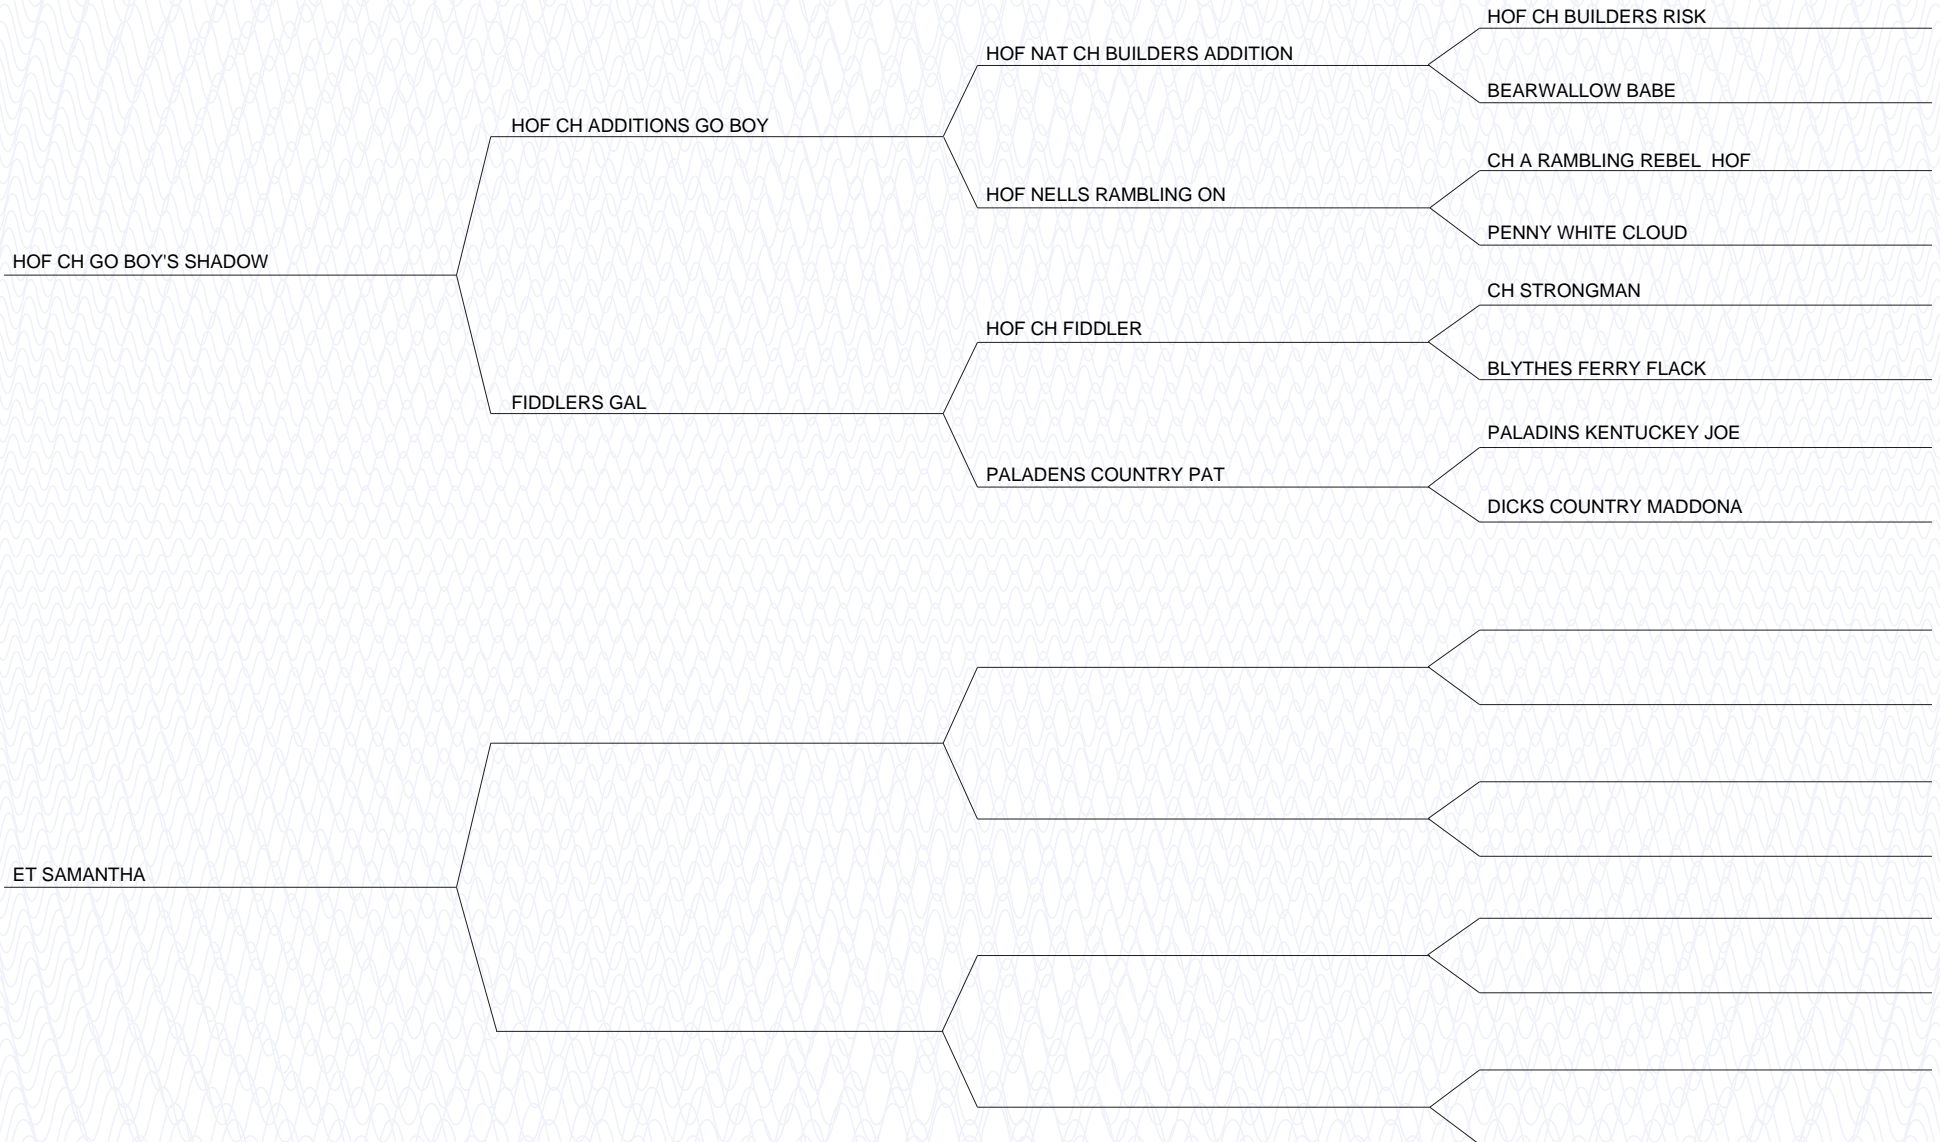 HOF CH BUILDERS RISK
HOF NAT CH BUILDERS ADDITION
BEARWALLOW BABE
HOF CH ADDITIONS GO BOY
CH A RAMBLING REBEL  HOF
HOF NELLS RAMBLING ON
PENNY WHITE CLOUD
HOF CH GO BOY'S SHADOW
CH STRONGMAN
HOF CH FIDDLER
BLYTHES FERRY FLACK
FIDDLERS GAL
PALADINS KENTUCKEY JOE
PALADENS COUNTRY PAT
DICKS COUNTRY MADDONA
ET SAMANTHA